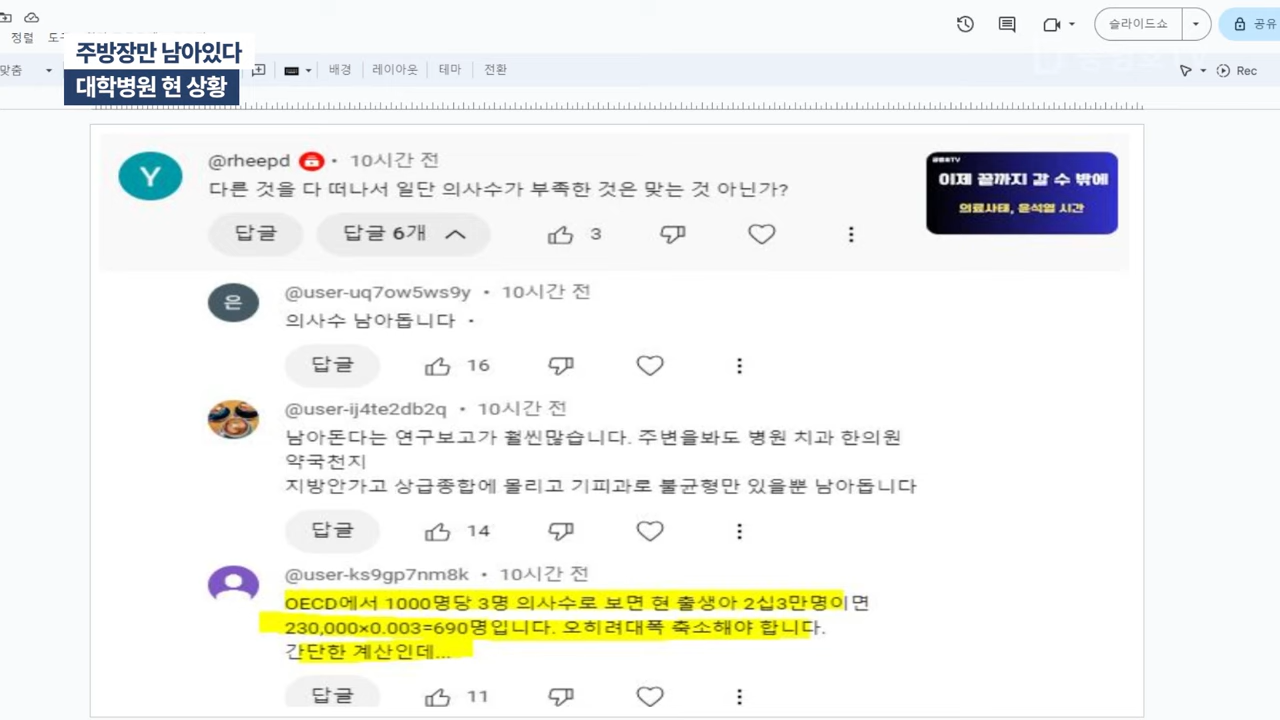 정렬
주방장만 남아있다
대학병원 현 상황
슬라이드쇼
공유
맞춤
배경
레이아웃
테마
전환
Rec
Y
@rheepd · 10시간 전
다른 것을 다 떠나서 일단 의사수가 부족한 것은 맞는 것 아닌가?
답글
답글 6개
3
이제 끝까지 갈 수 밖에
의료사태, 윤석열 시간
은
@user-uq7ow5ws9y · 10시간 전
의사수 남아돕니다 ·
답글
16
@user-ij4te2db2q · 10시간 전
남아돈다는 연구보고가 훨씬많습니다. 주변을봐도 병원 치과 한의원
약국천지
지방안가고 상급종합에 몰리고 기피과로 불균형만 있을뿐 남아돕니다
답글
14
@user-ks9gp7nm8k · 10시간 전
OECD에서 1000명당 3명 의사수로 보면 현 출생아 2십3만명이면
230,000×0.003=690명입니다. 오히려대폭 축소해야 합니다.
간단한 계산인데...
답글
11